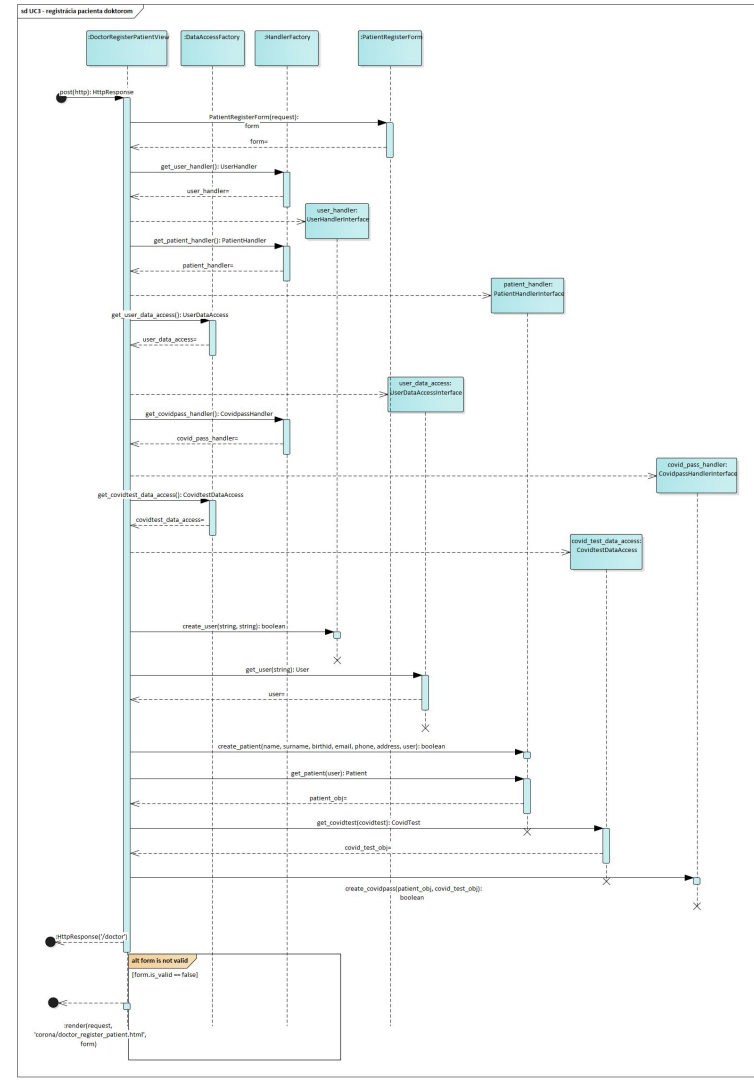 sd UC3 - registrácia pacienta doktorom
:DoctorRegisterPatientView
:DataAccessFactory
:HandlerFactory
:PatientRegisterForm
post(http): HttpResponse
PatientRegisterForm(request):
form
form=
get_user_handler(): UserHandler
user_handler=
user_handler:
UserHandlerInterface
get_patient_handler(): PatientHandler
patient_handler=
patient_handler:
PatientHandlerInterface
get_user_data_access(): UserDataAccess
user_data_access=
user_data_access:
UserDataAccessInterface
get_covidpass_handler(): CovidpassHandler
covid_pass_handler=
covid_pass_handler:
CovidpassHandlerInterface
get_covidtest_data_access(): CovidtestDataAccess
covidtest_data_access=
covid_test_data_access:
CovidtestDataAccess
create_user(string, string): boolean
get_user(string): User
user=
create_patient(name, surname, birthid, email, phone, address, user): boolean
get_patient(user): Patient
patient_obj=
get_covidtest(covidtest): CovidTest
covid_test_obj=
create_covidpass(patient_obj, covid_test_obj):
boolean
:HttpResponse('/doctor')
alt form is not valid
[form.is_valid == false]
:render(request,
'corona/doctor_register_patient.html',
form)